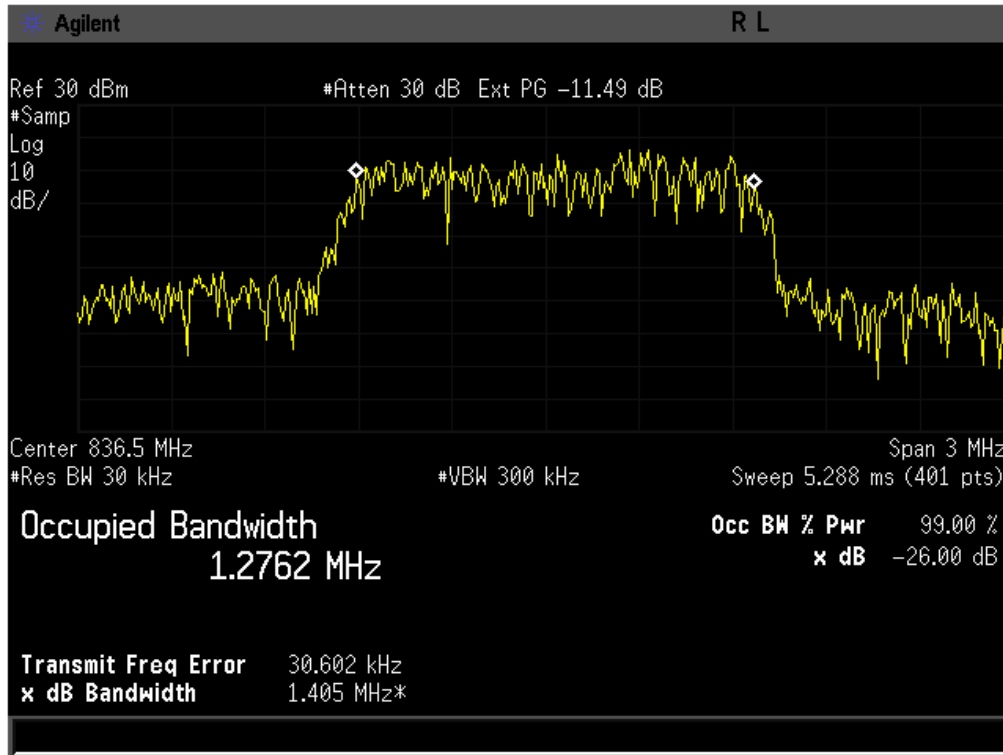 Agilent R L
Ref 30 dBm #Atten 30 dB Ext PG -11.49 dB
#Samp
Log
10
dB/
Center 836.5 MHz Span 3 MHz
#Res BW 30 kHz #VBW 300 kHz Sweep 5.288 ms (401 pts)
Occupied Bandwidth Occ BW % Pwr 99.00 %
1.2762 MHz x dB -26.00 dB
Transmit Freq Error 30.602 kHz
x dB Bandwidth 1.405 MHz*